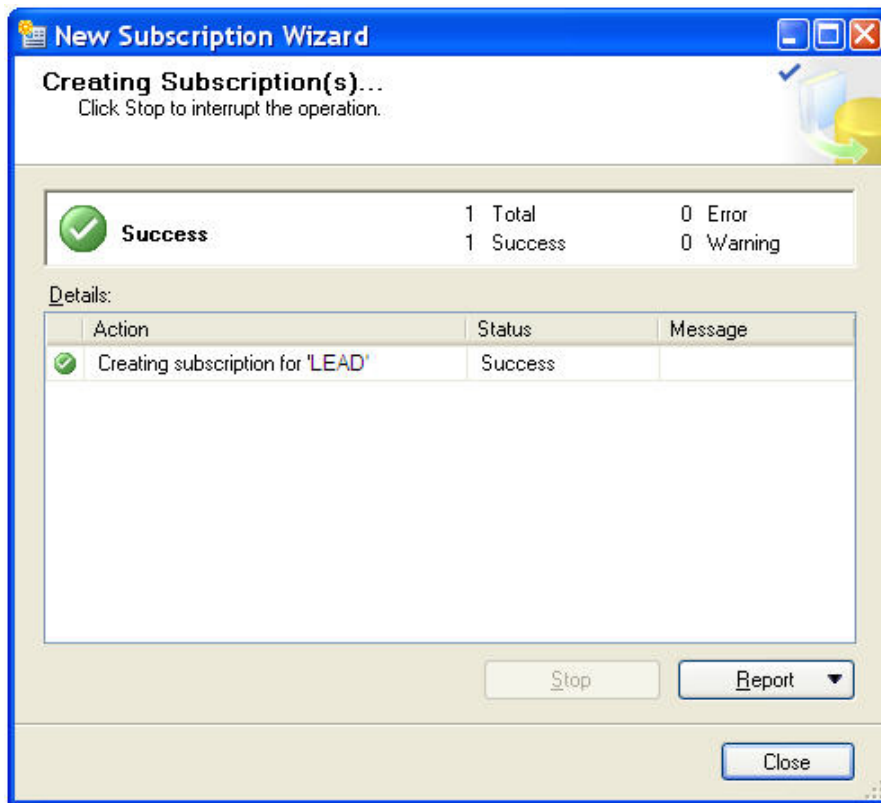 New Subscription Wizard
Creating Subscription(s)...
Click Stop to interrupt the operation.
Success 1 Total 0 Error
1 Success 0 Warning
Details:
Action Status Message
Creating subscription for 'LEAD' Success
Stop Report
Close